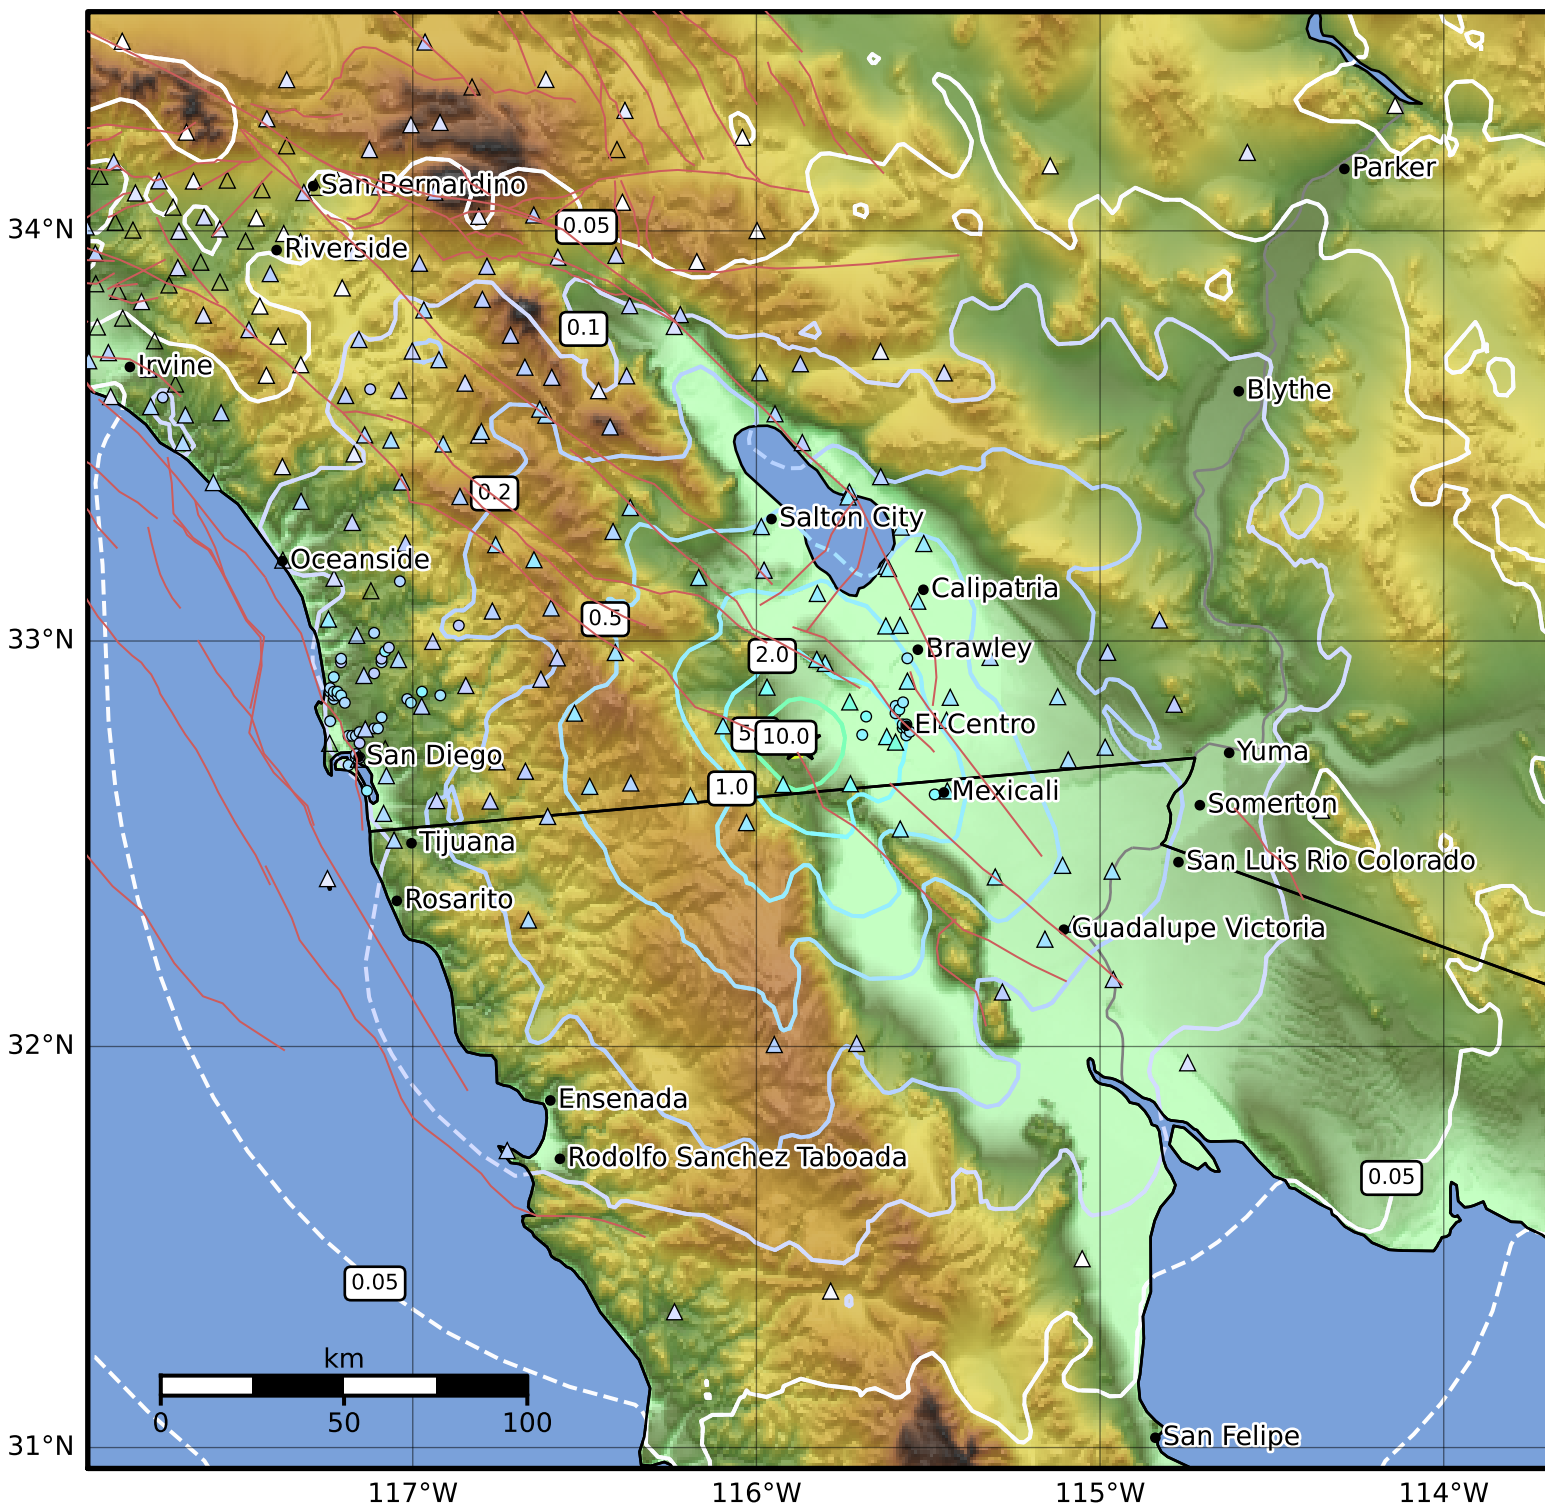 Parker
San Bernardino
34°N
0.05
Riverside
0.1
Irvine
Blythe
0.2
Salton City
Oceanside
Calipatria
0.5
33°N
Brawley
2.0
El Centro
5
10.0
San Diego
Yuma
1.0
Mexicali
Somerton
Tijuana
San Luis Rio Colorado
Rosarito
Guadalupe Victoria
32°N
Ensenada
Rodolfo Sanchez Taboada
0.05
0.05
km
0
50
100
San Felipe
31°N
117°W
116°W
115°W
114°W